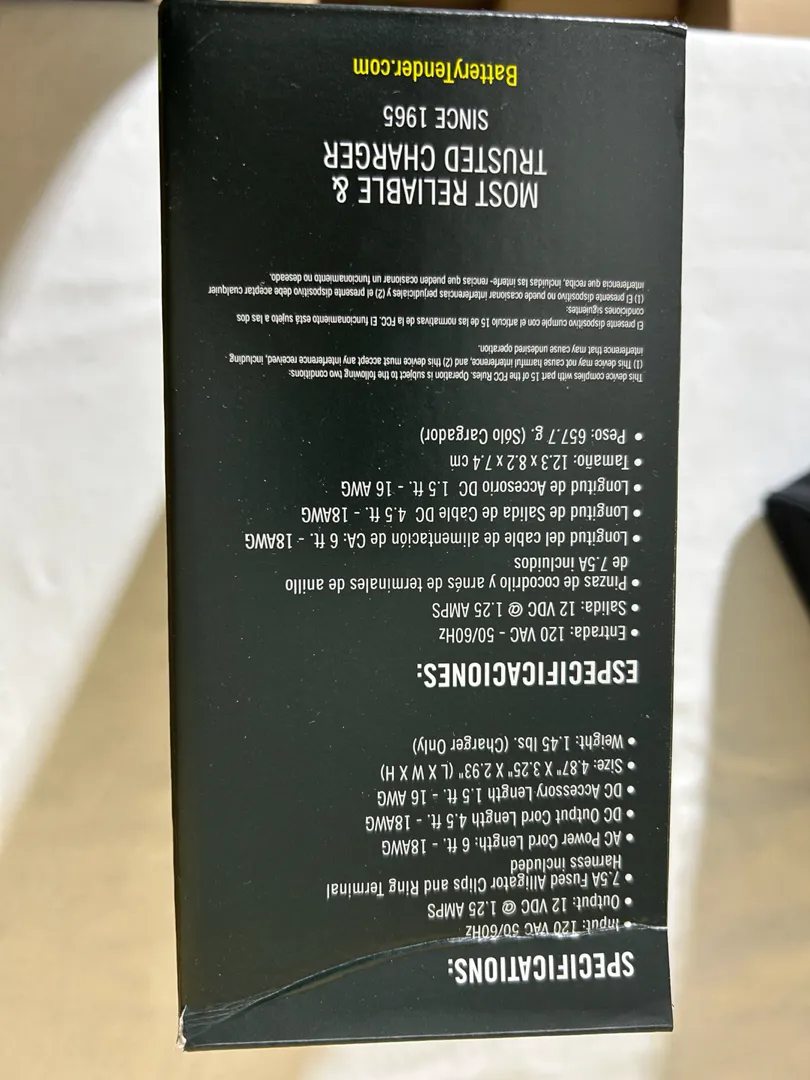 SPECIFICATIONS:
• Input: 120 VAC 50/60Hz
• Output: 12 VDC @ 1.25 AMPS
• 7.5A Fused Alligator Clips and Ring Terminal
Harness included
AC Power Cord Length: 6 ft. - 18AWG
• DC Output Cord Length 4.5 ft. - 18AWG
• DC Accessory Length 1.5 ft. - 16 AWG
• Size: 4.87" X 3.25" X 2.93" (L X W X H)
• Weight: 1.45 lbs. (Charger Only)
ESPECIFICACIONES:
• Entrada: 120 VAC - 50/60Hz
• Salida: 12 VDC @ 1.25 AMPS
• Pinzas de cocodrilo y arnés de terminales de anillo
de 7.5A incluidos
• Longitud del cable de alimentación de CA: 6 ft. - 18AWG
• Longitud de Salida de Cable DC 4.5 ft. - 18AWG
• Longitud de Accesorio DC 1.5 ft. - 16 AWG
• Tamaño: 12.3 x 8.2 x 7.4 cm
• Peso: 657.7 g. (Sólo Cargador)
This device complies with part 15 of the FCC Rules. Operation is subject to the following two conditions:
(1) This device may not cause harmful interference, and (2) this device must accept any interference received, including
interference that may cause undesired operation.
El presente dispositivo cumple con el artículo 15 de las normativas de la FCC. El funcionamiento está sujeto a las dos
condiciones siguientes:
(1) El presente dispositivo no puede ocasionar interferencias perjudiciales y (2) el presente dispositivo debe aceptar cualquier
interferencia que reciba, incluidas las interfe- rencias que pueden ocasionar un funcionamiento no deseado.
MOST RELIABLE &
TRUSTED CHARGER
SINCE 1965
BatteryTender.com